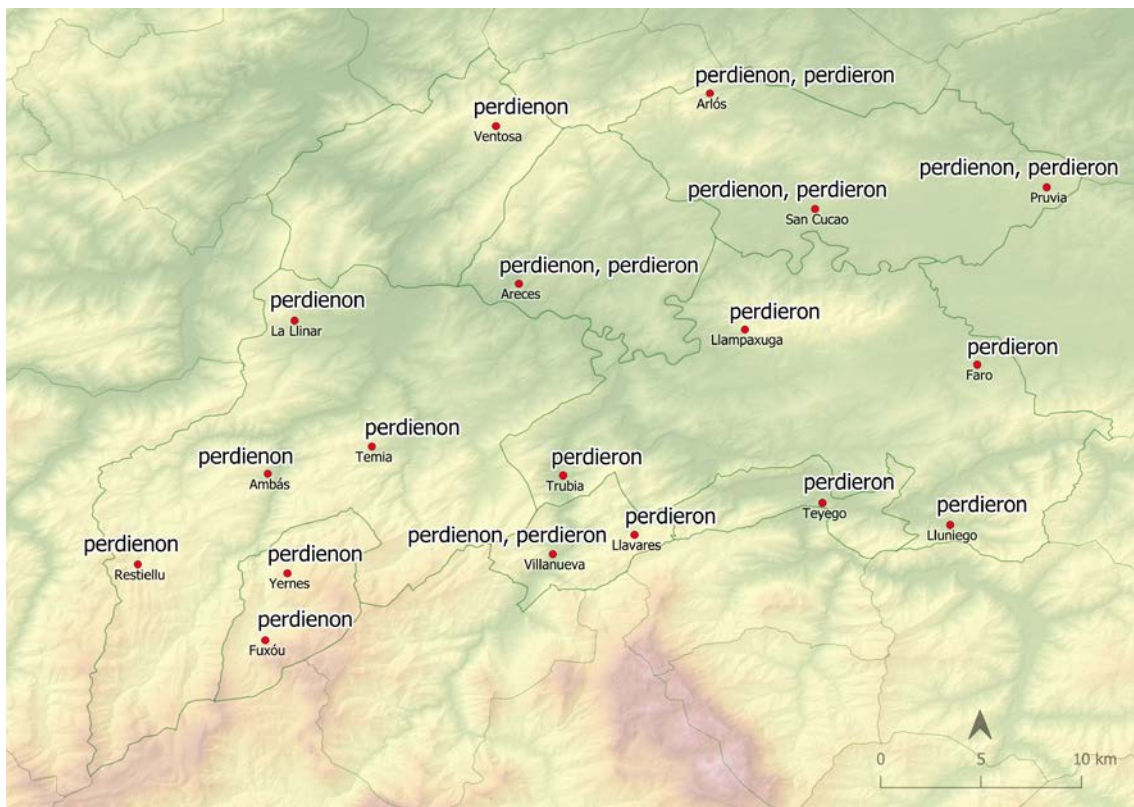 perdienon, perdieron
Arlós
perdienon
Ventosa
perdienon, perdieron
Pruvia
perdienon, perdieron
San Cucao
perdienon, perdieron
Areces
perdienon
La Llinar
perdieron
Llampaxuga
perdieron
Faro
perdienon
Temia
perdienon
Ambás
perdieron
Trubia
perdieron
Teyego
perdieron
Lluniego
perdieron
Llavares
perdienon, perdieron
Villanueva
perdienon
Restiellu
perdienon
Yernes
perdienon
Fuxóu
0 5 10 km